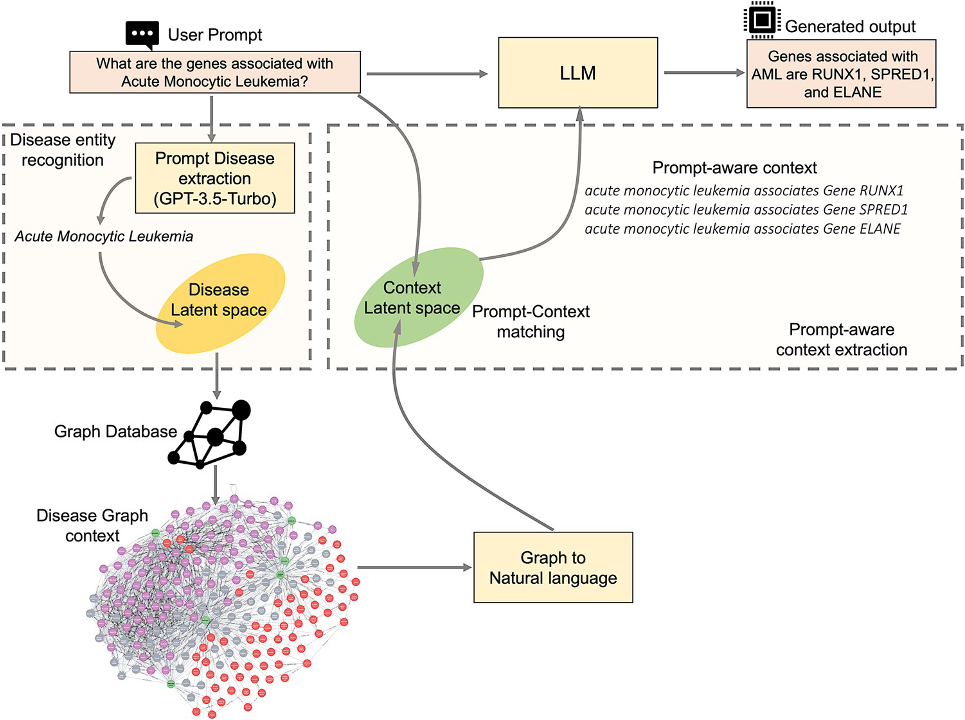 User Prompt
What are the genes associated with
Acute Monocytic Leukemia?
LLM
Generated output
Genes associated with
AML are RUNX1, SPRED1,
and ELANE
Disease entity
recognition
Prompt Disease
extraction
(GPT-3.5-Turbo)
Acute Monocytic Leukemia
Disease
Latent space
Prompt-aware context
acute monocytic leukemia associates Gene RUNX1
acute monocytic leukemia associates Gene SPRED1
acute monocytic leukemia associates Gene ELANE
Context
Latent space
Prompt-Context
matching
Prompt-aware
context extraction
Graph Database
Disease Graph
context
Graph to
Natural language